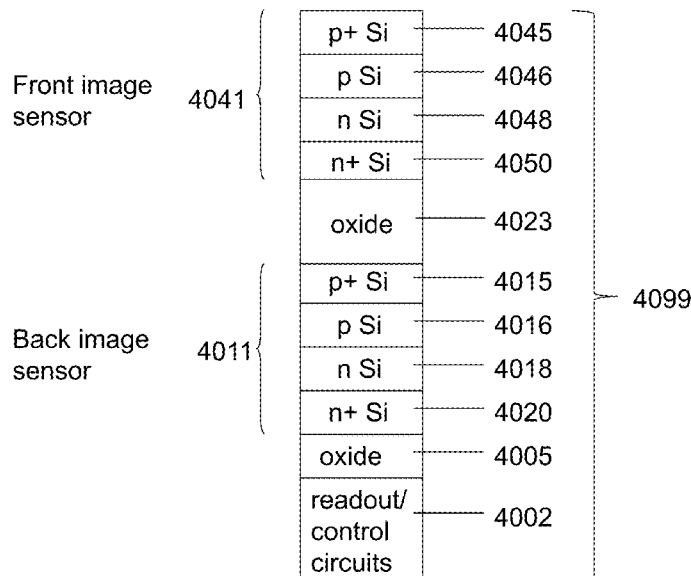 p+ Si 4045
Front image sensor 4041 p Si 4046
n Si 4048
n+ Si 4050
oxide 4023
p+ Si 4015
Back image sensor 4011 p Si 4016
n Si 4018
n+ Si 4020
oxide 4005
readout/
control
circuits 4002
4099